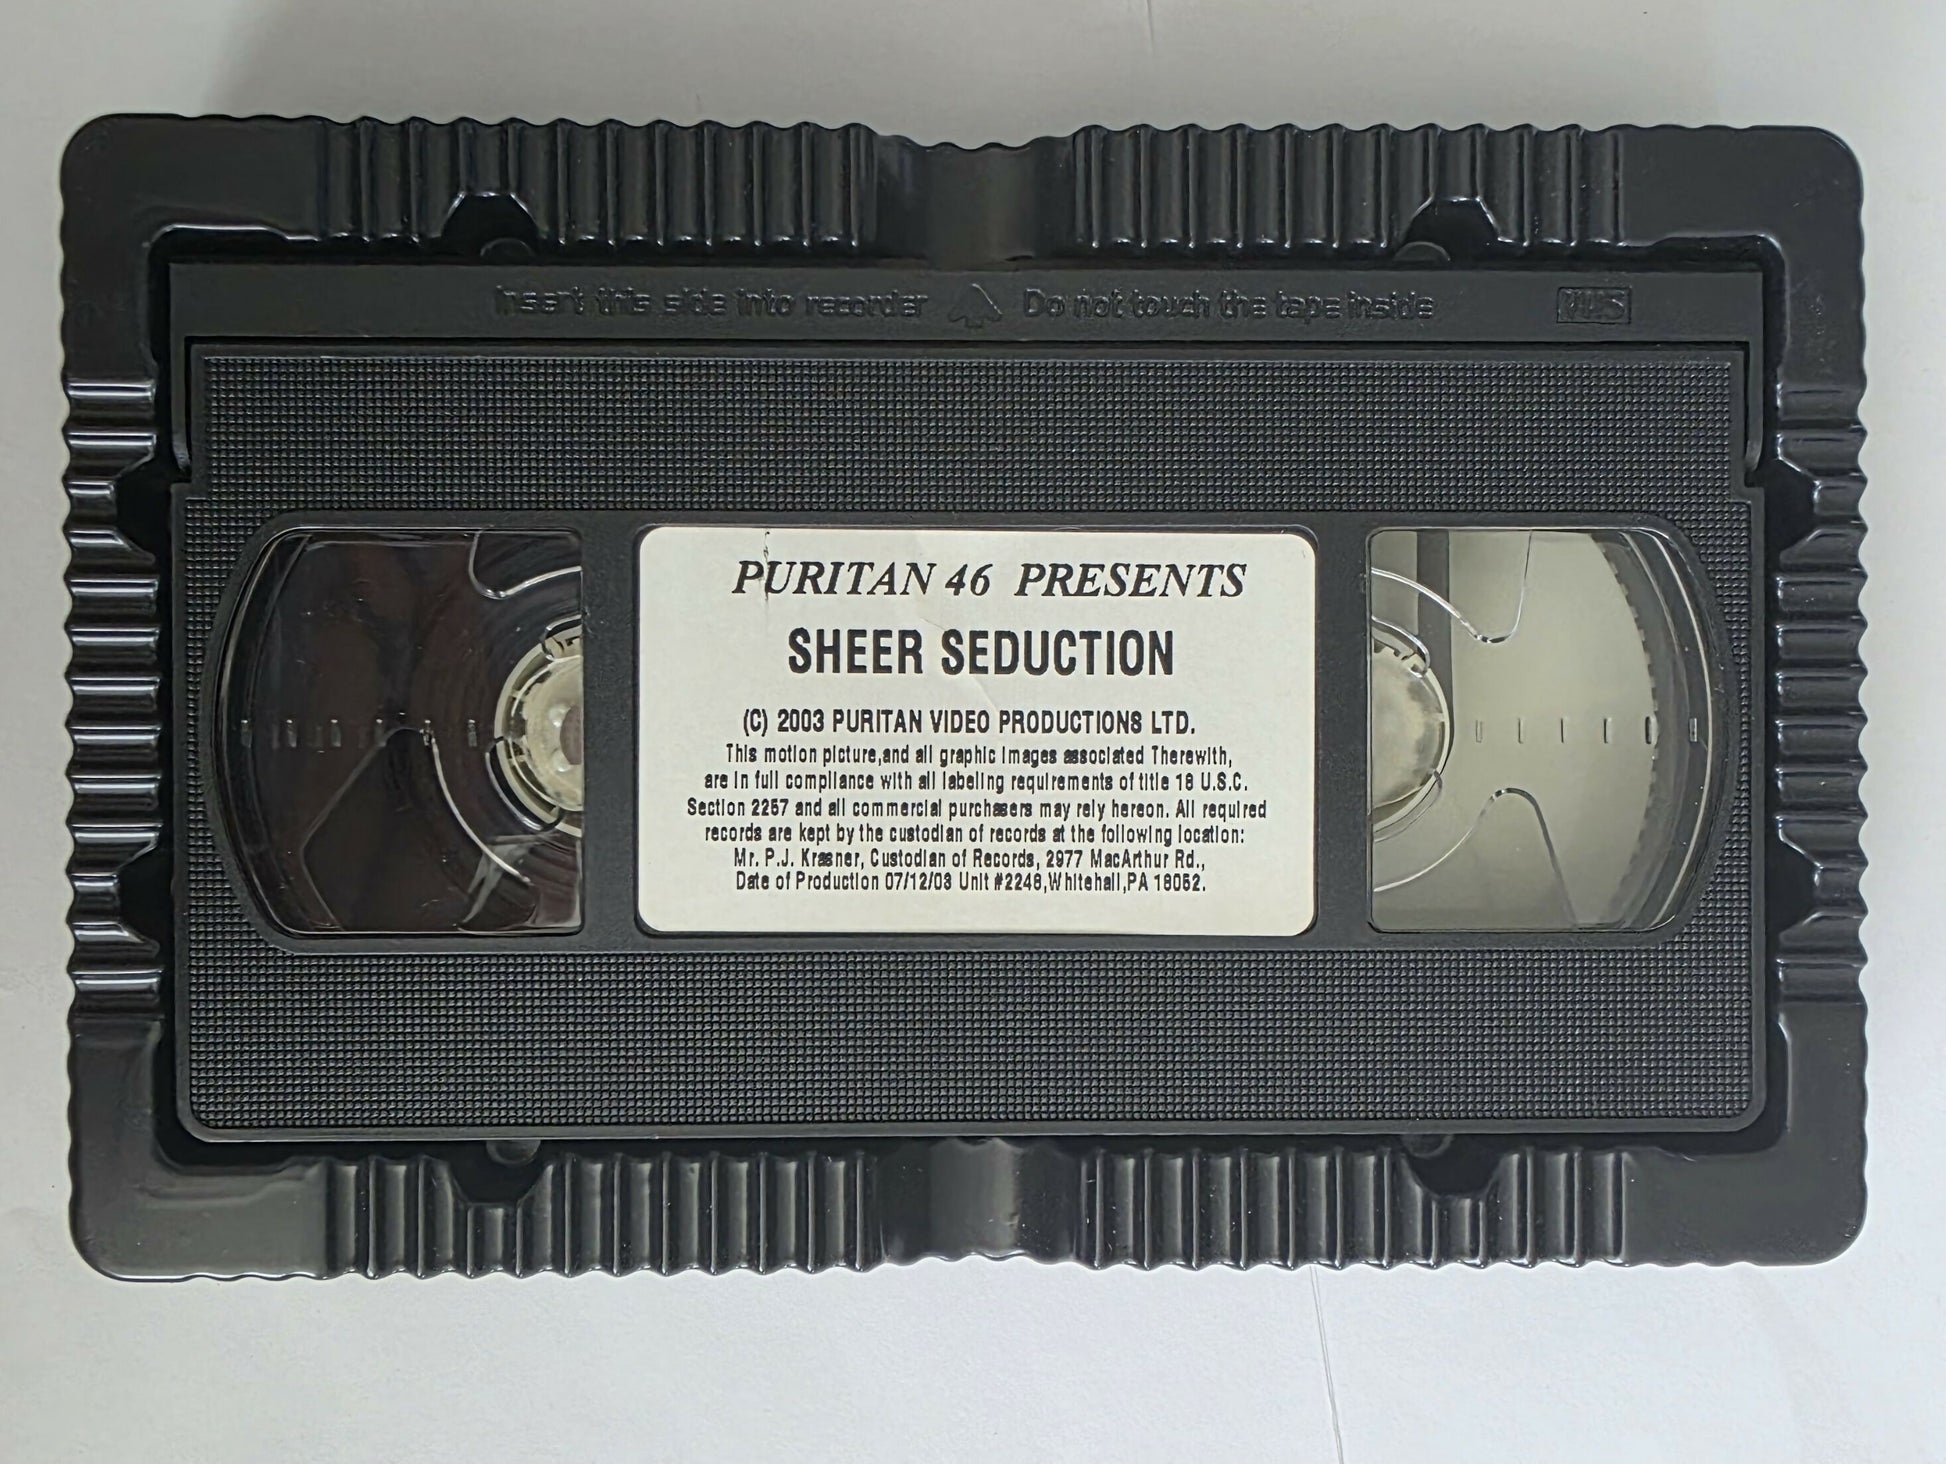 Insert this side into recorder Do not touch the tape inside VHS
PURITAN 46 PRESENTS
SHEER SEDUCTION
(C) 2003 PURITAN VIDEO PRODUCTIONS LTD.
This motion picture,and all graphic images associated Therewith,
are in full compliance with all labeling requirements of title 18 U.S.C.
Section 2257 and all commercial purchasers may rely hereon. All required
records are kept by the custodian of records at the following location:
Mr. P.J. Krasner, Custodian of Records, 2977 MacArthur Rd.,
Date of Production 07/12/03 Unit #2248,Whitehall,PA 18052.